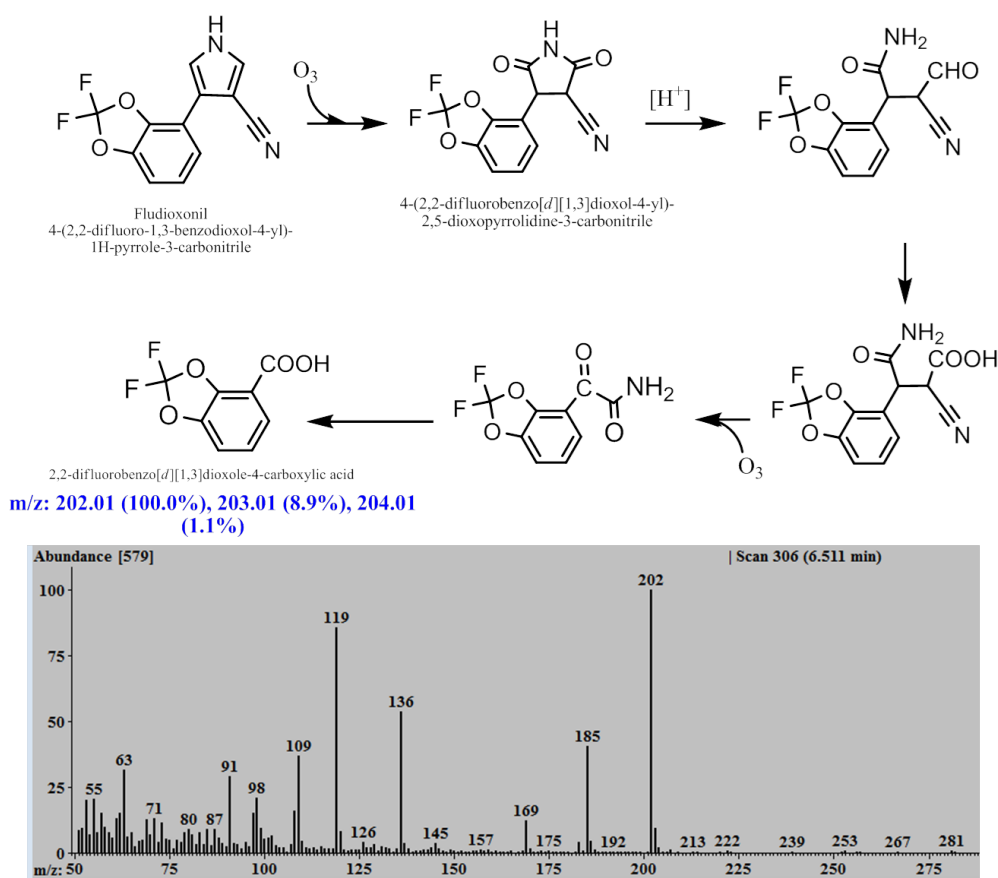 H
N
F
F
O
O
N
Fludioxonil
4-(2,2-difluoro-1,3-benzodioxol-4-yl)-
1H-pyrrole-3-carbonitrile
O3
H
O N O
F
F
O
O
N
4-(2,2-difluorobenzo[d][1,3]dioxol-4-yl)-
2,5-dioxopyrrolidine-3-carbonitrile
[H+]
NH2
O
CHO
F
F
O
O
N
NH2
O
COOH
F
F
O
O
N
O3
O
C
NH2
C
O
F
F
O
O
COOH
F
F
O
O
2,2-difluorobenzo[d][1,3]dioxole-4-carboxylic acid
m/z: 202.01 (100.0%), 203.01 (8.9%), 204.01
(1.1%)
Abundance [579]
| Scan 306 (6.511 min)
100
75
50
25
0
55
63
71
80
87
91
98
109
119
126
136
145
157
169
175
185
192
202
213
222
239
253
267
281
m/z: 50 75 100 125 150 175 200 225 250 275